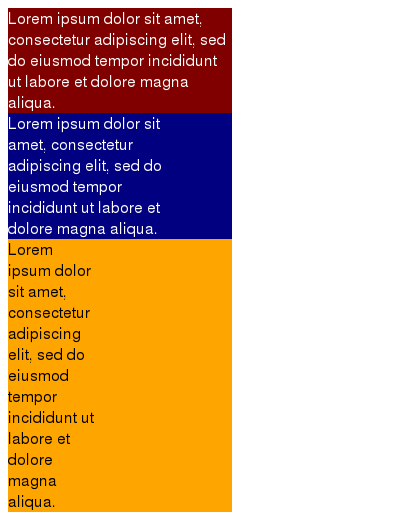 Lorem ipsum dolor sit amet,
consectetur adipiscing elit, sed
do eiusmod tempor incididunt
ut labore et dolore magna
aliqua.
Lorem ipsum dolor sit
amet, consectetur
adipiscing elit, sed do
eiusmod tempor
incididunt ut labore et
dolore magna aliqua.
Lorem
ipsum dolor
sit amet,
consectetur
adipiscing
elit, sed do
eiusmod
tempor
incididunt ut
labore et
dolore
magna
aliqua.